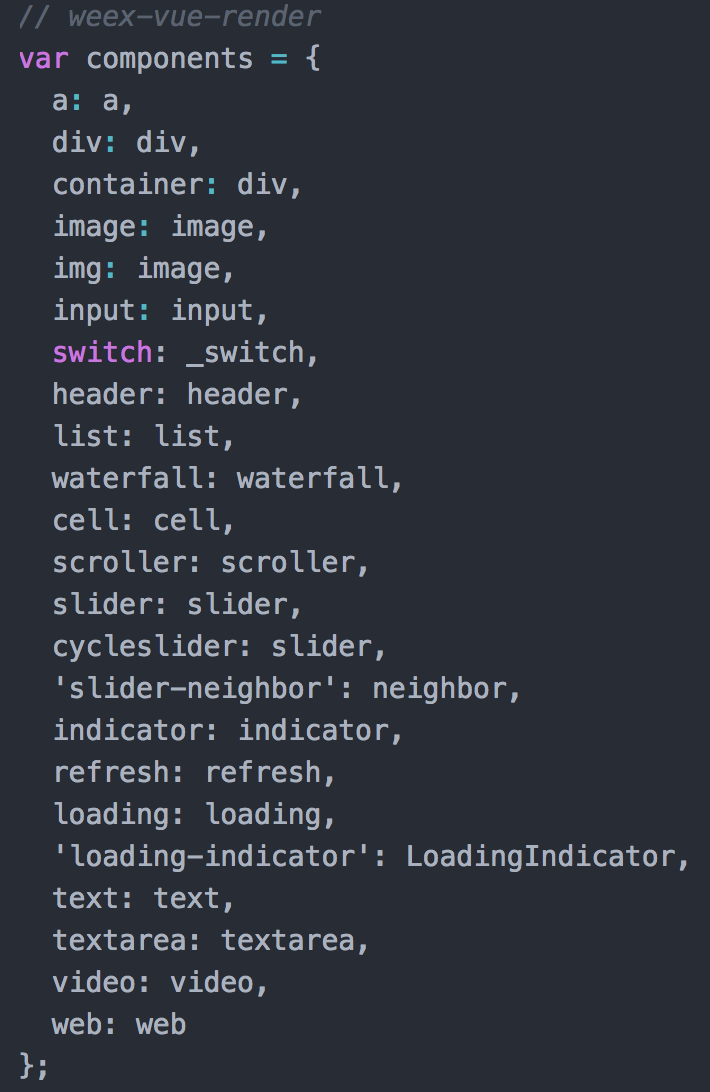 // weex-vue-render
var components = {
  a: a,
  div: div,
  container: div,
  image: image,
  img: image,
  input: input,
  switch: _switch,
  header: header,
  list: list,
  waterfall: waterfall,
  cell: cell,
  scroller: scroller,
  slider: slider,
  cycleslider: slider,
  'slider-neighbor': neighbor,
  indicator: indicator,
  refresh: refresh,
  loading: loading,
  'loading-indicator': LoadingIndicator,
  text: text,
  textarea: textarea,
  video: video,
  web: web
};